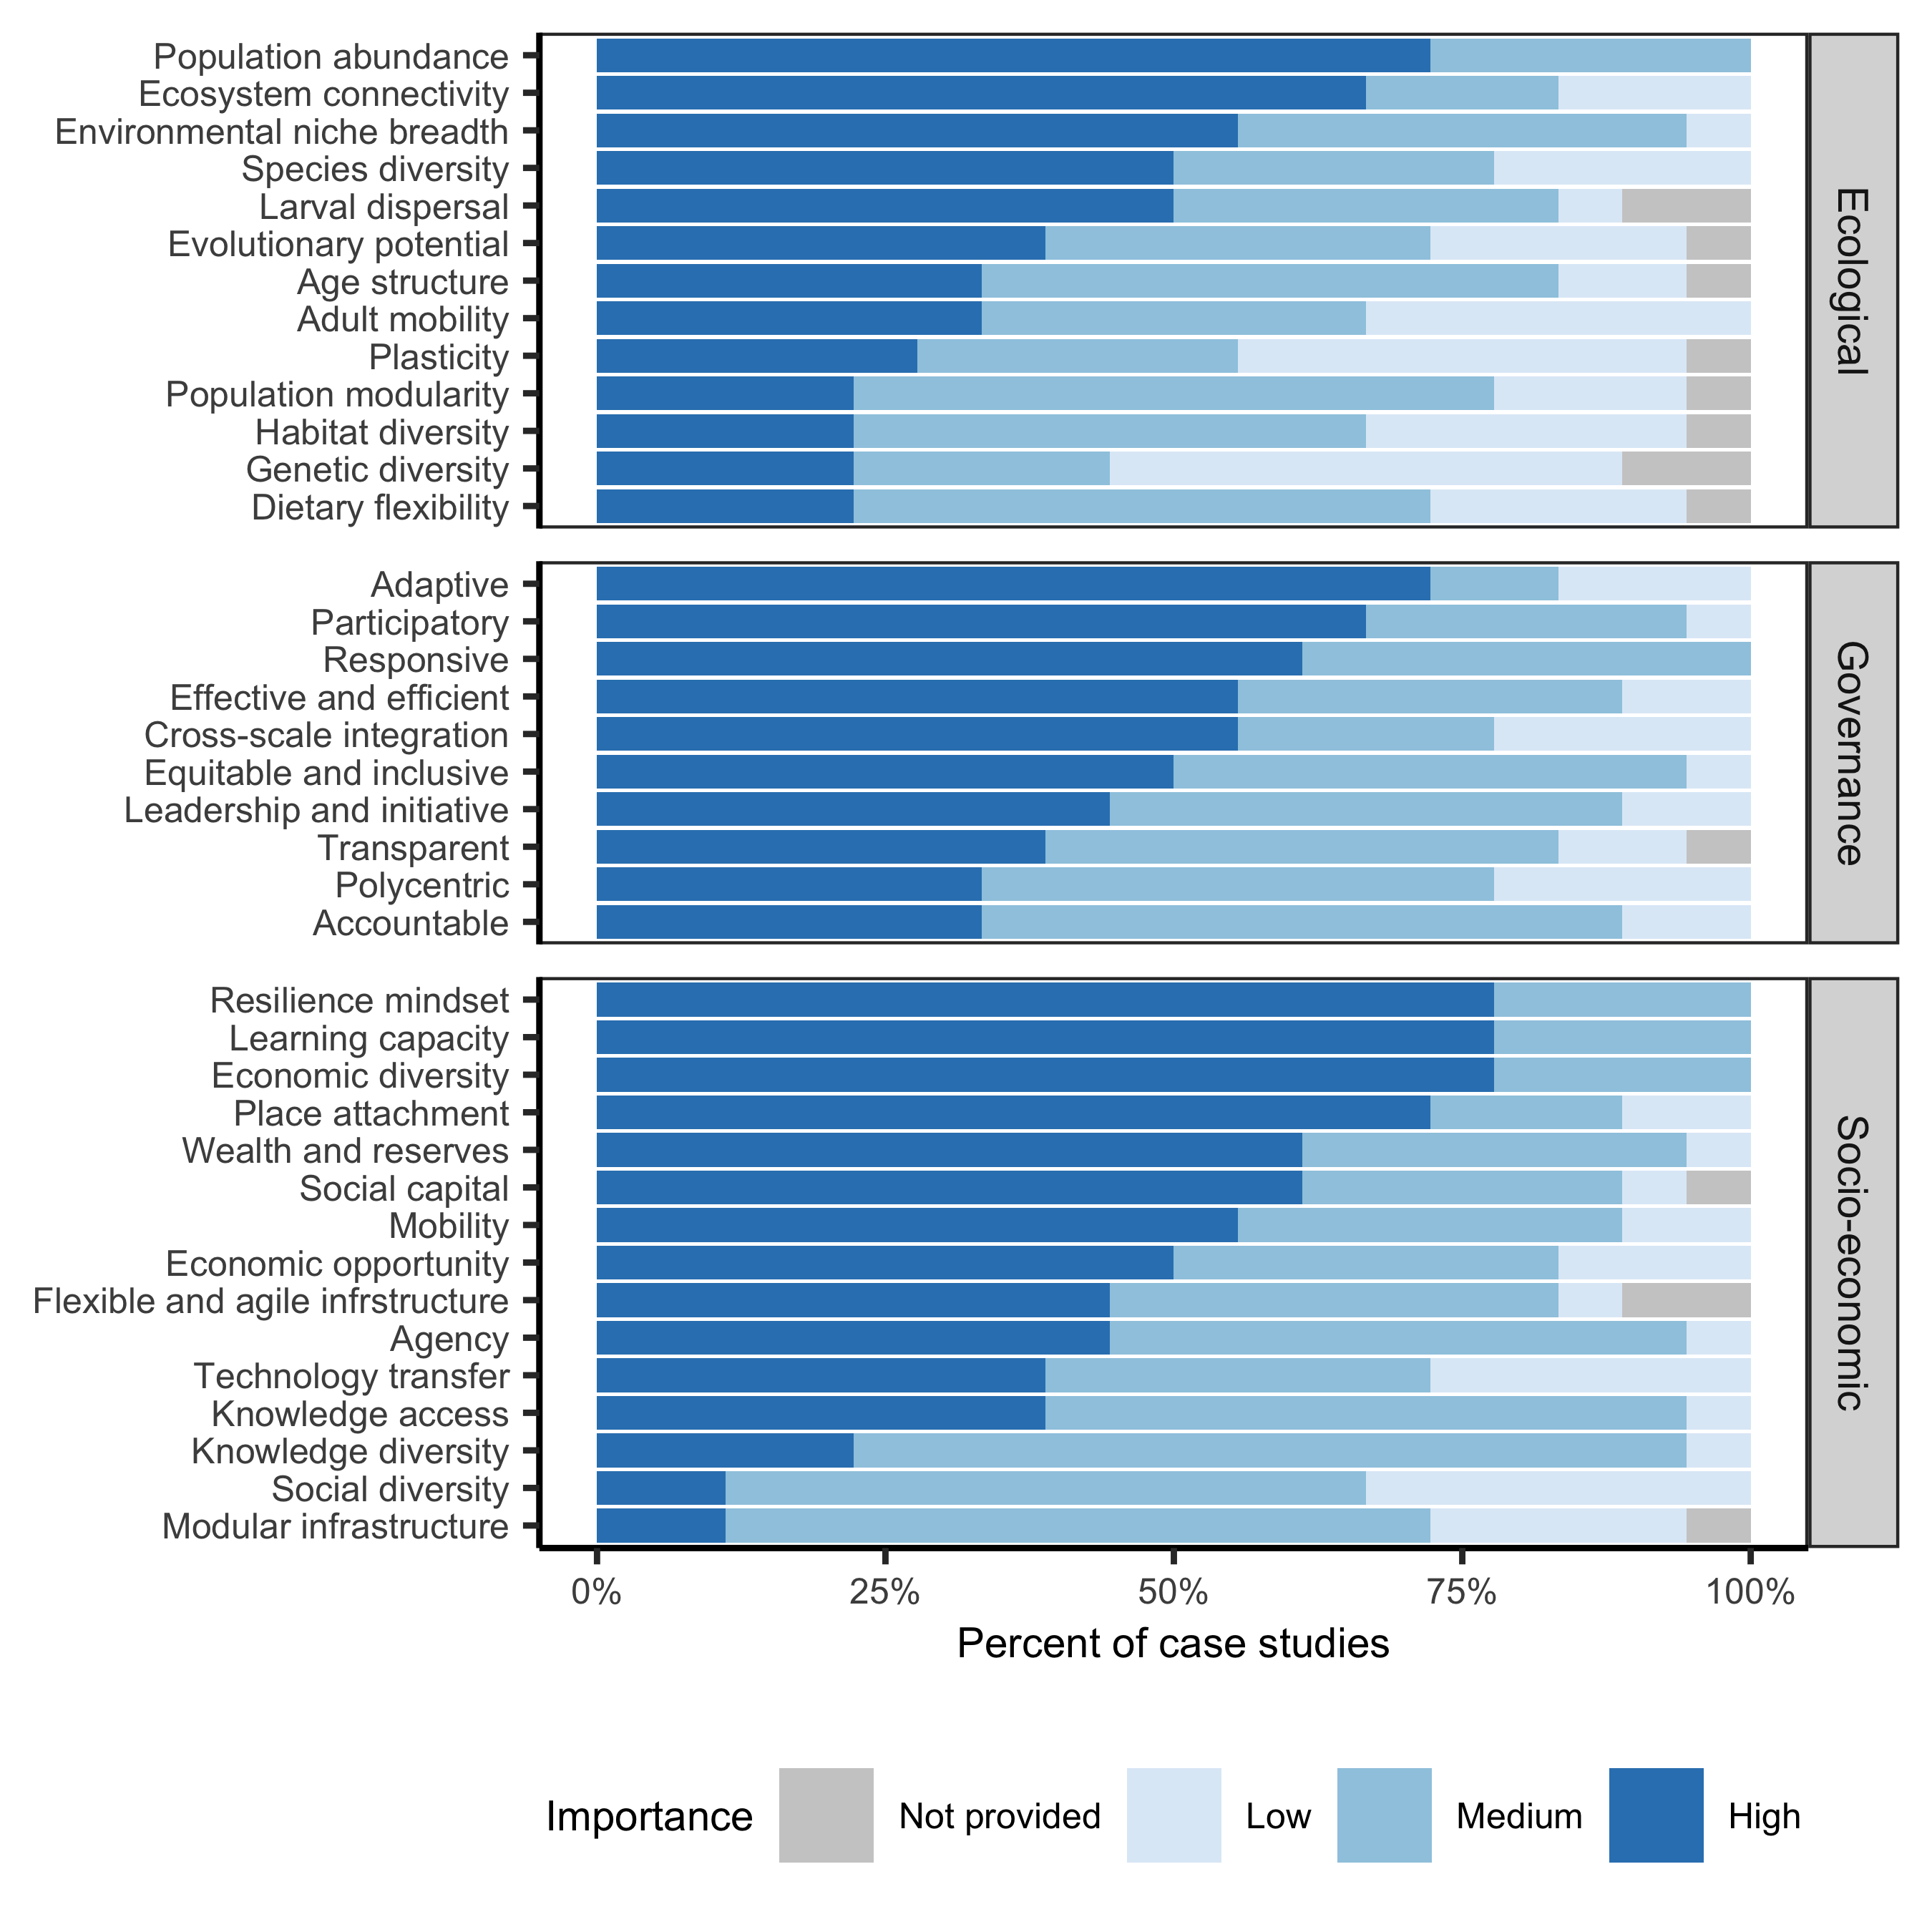 Population abundance
Ecosystem connectivity
Environmental niche breadth
Species diversity
Larval dispersal
Evolutionary potential
Age structure
Adult mobility
Plasticity
Population modularity
Habitat diversity
Genetic diversity
Dietary flexibility
Ecological
Adaptive
Participatory
Responsive
Effective and efficient
Cross-scale integration
Equitable and inclusive
Leadership and initiative
Transparent
Polycentric
Accountable
Governance
Resilience mindset
Learning capacity
Economic diversity
Place attachment
Wealth and reserves
Social capital
Mobility
Economic opportunity
Flexible and agile infrstructure
Agency
Technology transfer
Knowledge access
Knowledge diversity
Social diversity
Modular infrastructure
Socio-economic
0% 25% 50% 75% 100%
Percent of case studies
Importance Not provided Low Medium High